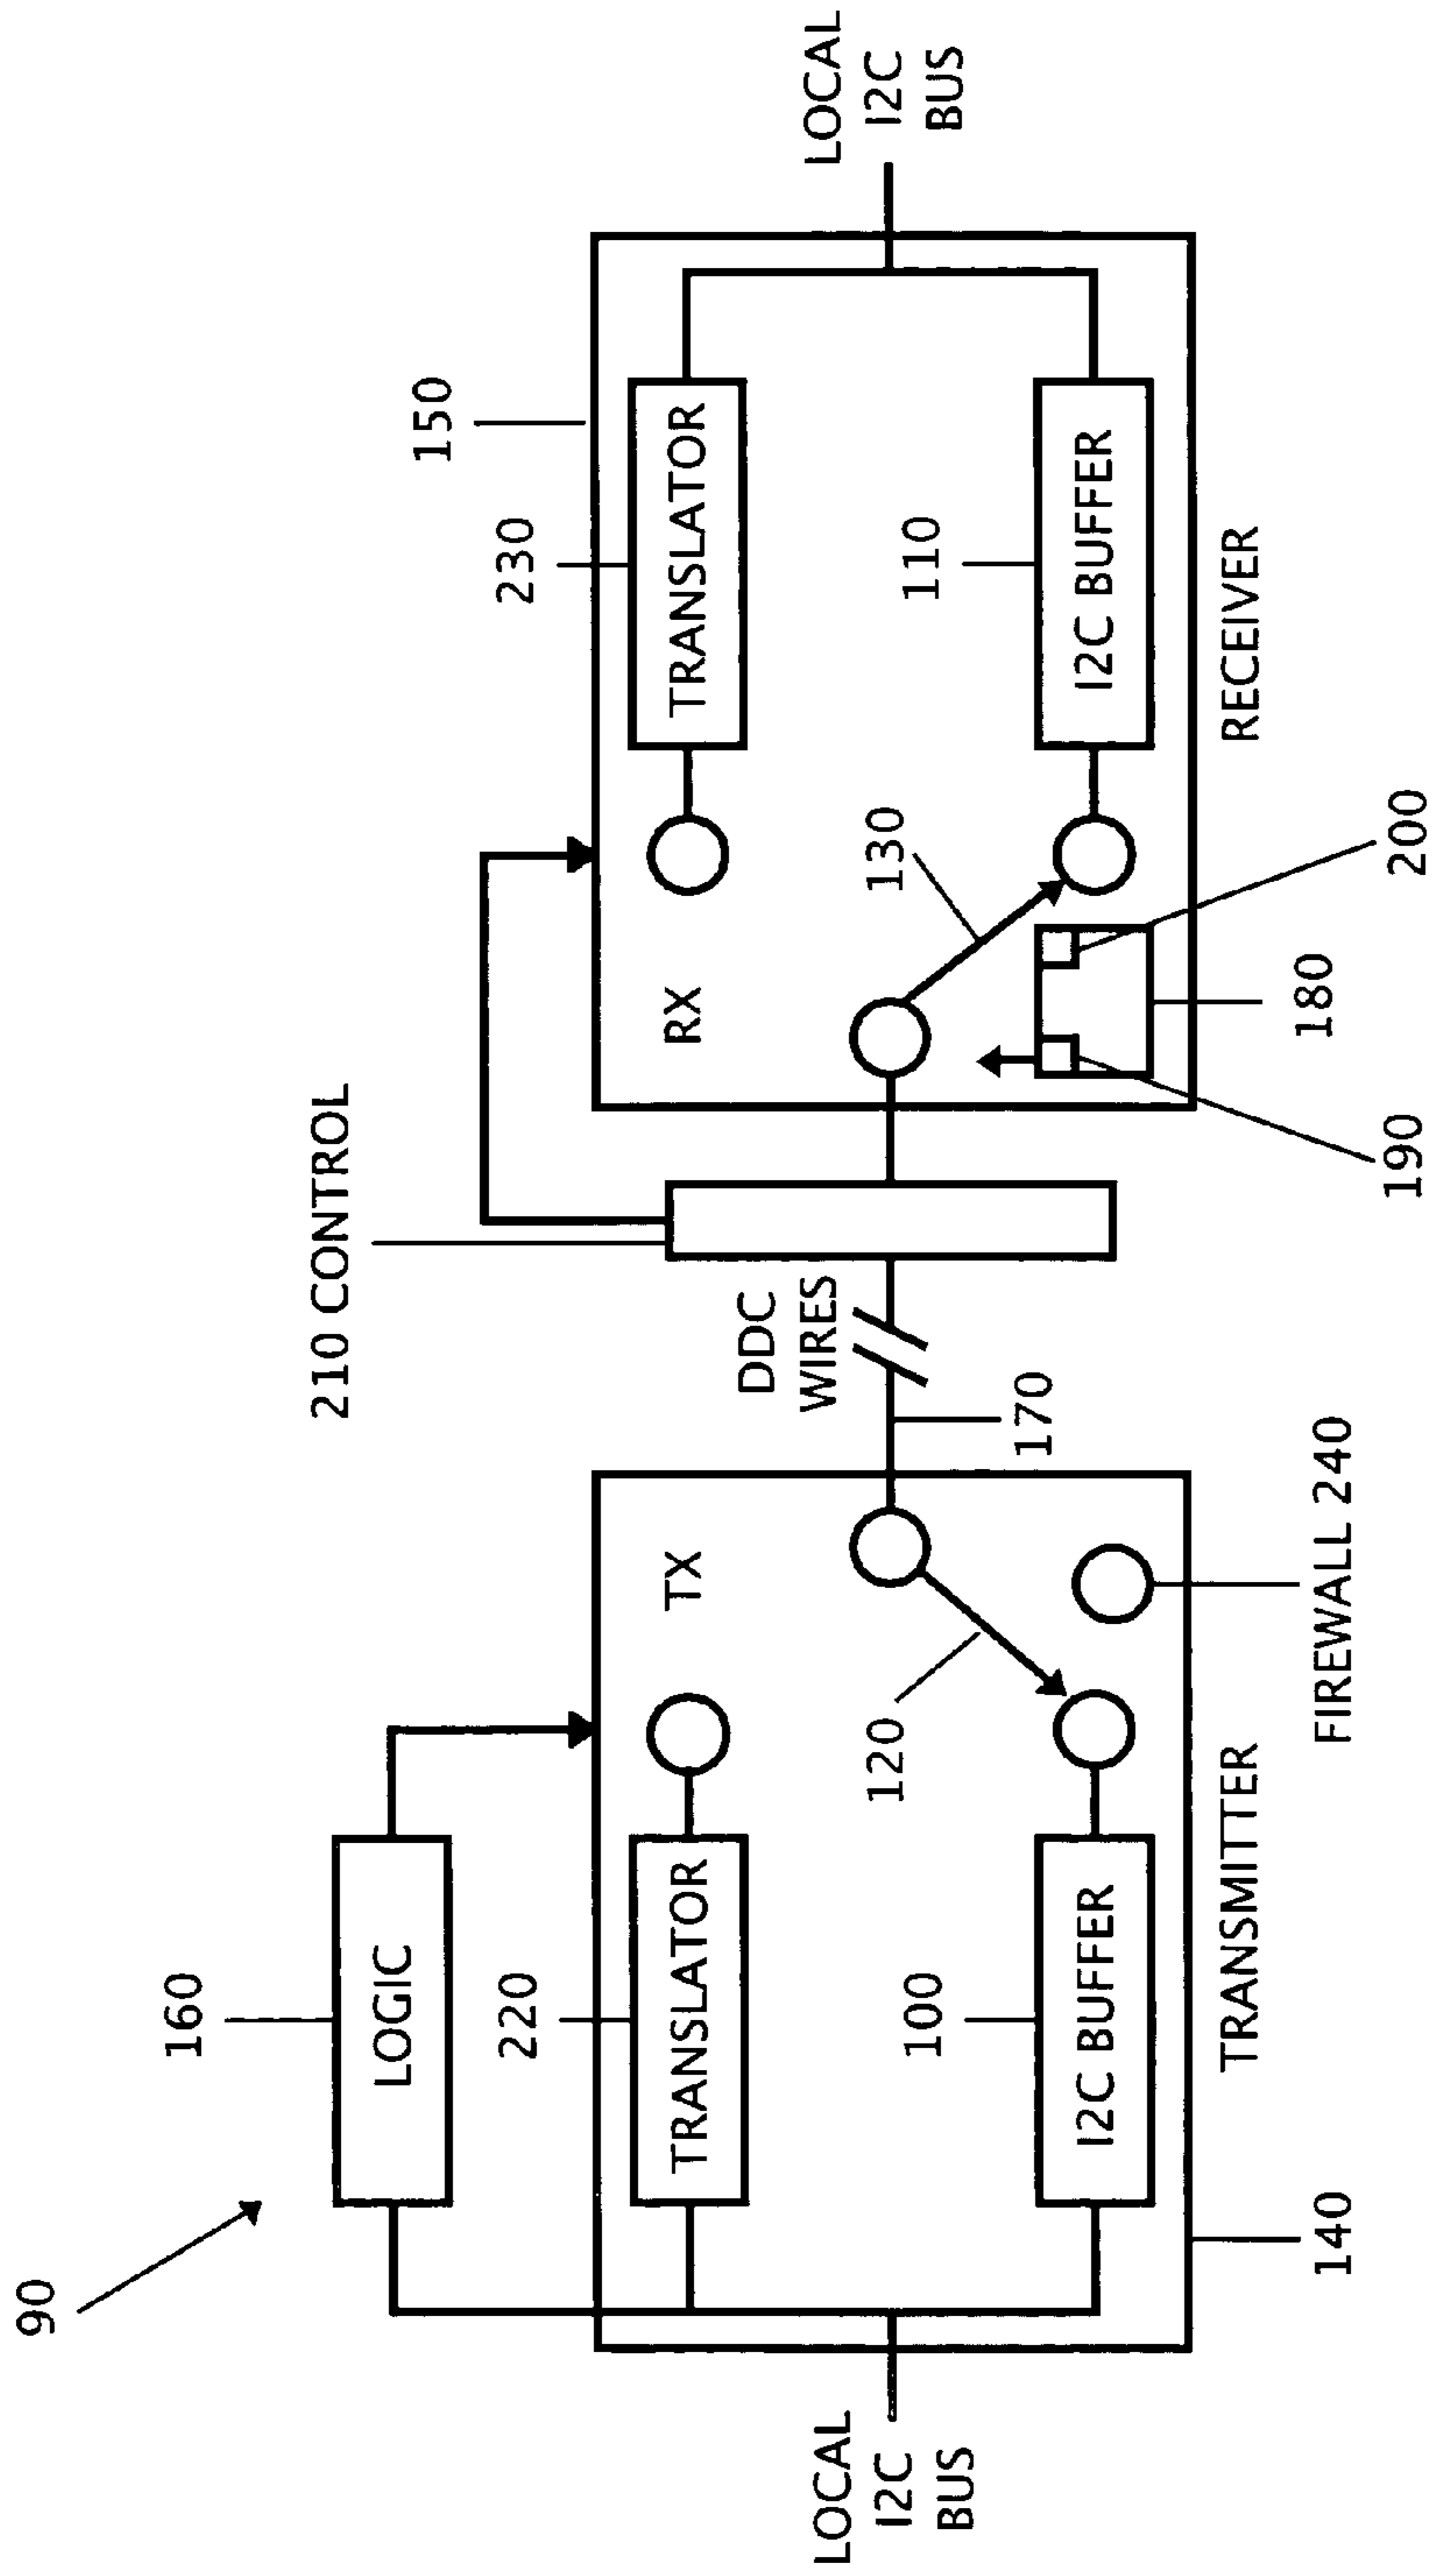 90
160
LOGIC
220
TRANSLATOR
TX
100
I2C BUFFER
120
LOCAL
I2C
BUS
140
TRANSMITTER
FIREWALL 240
170
DDC
WIRES
210 CONTROL
150
230
TRANSLATOR
RX
130
110
I2C BUFFER
LOCAL
I2C
BUS
RECEIVER
200
180
190